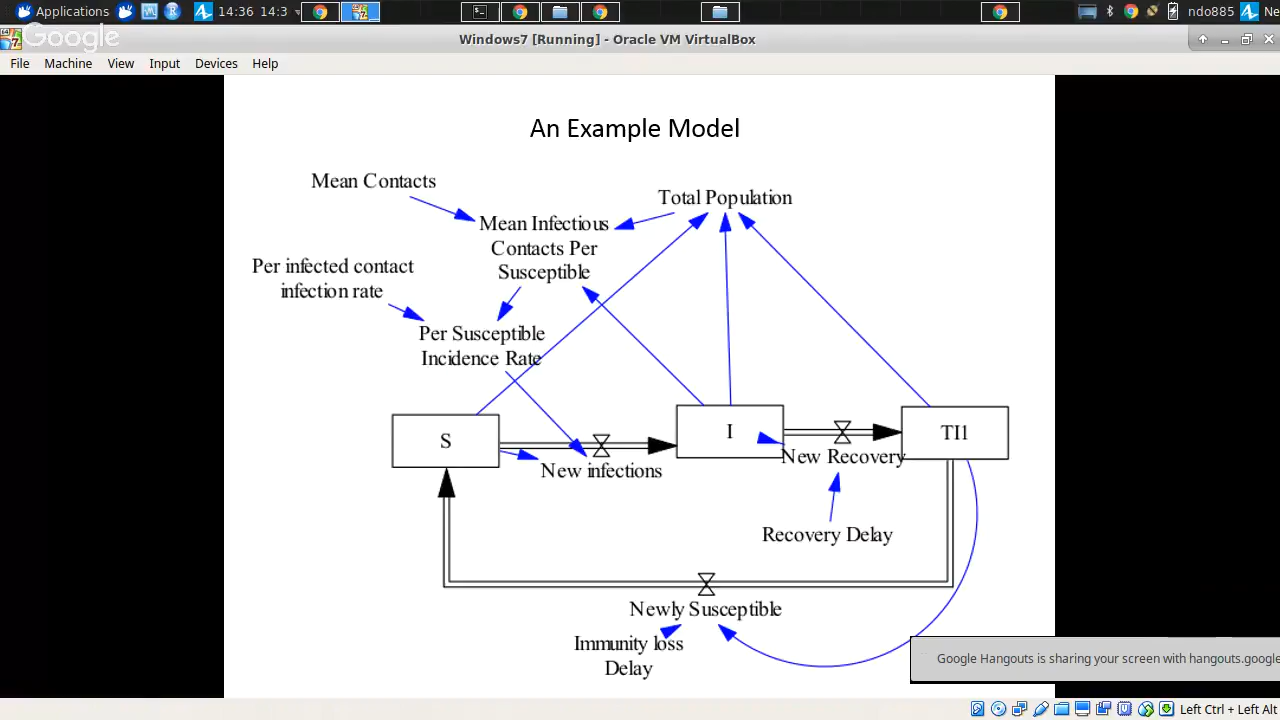 Applications
14:36
14:3
ndo885
Ne
Google
Windows7 [Running] - Oracle VM VirtualBox
File Machine View Input Devices Help
An Example Model
Mean Contacts
Total Population
Mean Infectious
Contacts Per
Susceptible
Per infected contact
infection rate
Per Susceptible
Incidence Rate
S
I
TI1
New infections
New Recovery
Recovery Delay
Newly Susceptible
Immunity loss
Delay
Google Hangouts is sharing your screen with hangouts.google
Left Ctrl + Left Alt